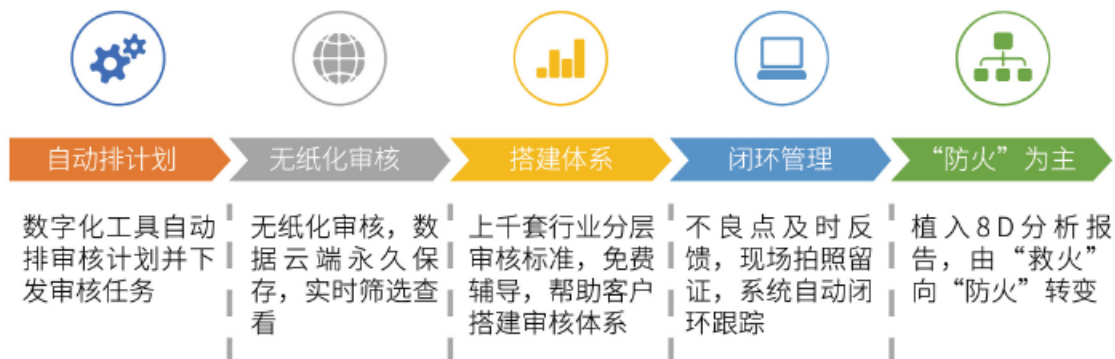 自动排计划
无纸化审核
搭建体系
闭环管理
“防火”为主
数字化工具自动
排审核计划并下
发审核任务
无纸化审核，数
据云端永久保
存，实时筛选查
看
上千套行业分层
审核标准，免费
辅导，帮助客户
搭建审核体系
不良点及时反
馈，现场拍照留
证，系统自动闭
环跟踪
植入8D分析报
告，由“救火”
向“防火”转变